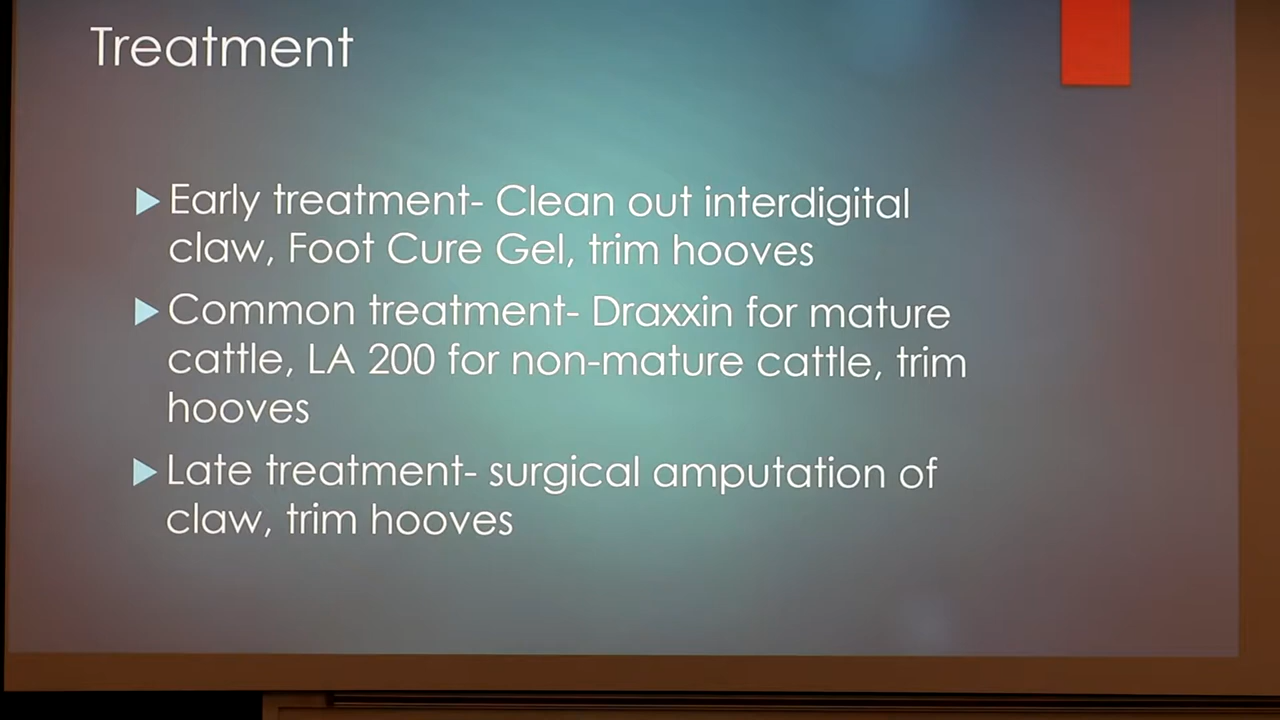 Treatment
Early treatment- Clean out interdigital
claw, Foot Cure Gel, trim hooves
Common treatment- Draxxin for mature
cattle, LA 200 for non-mature cattle, trim
hooves
Late treatment- surgical amputation of
claw, trim hooves